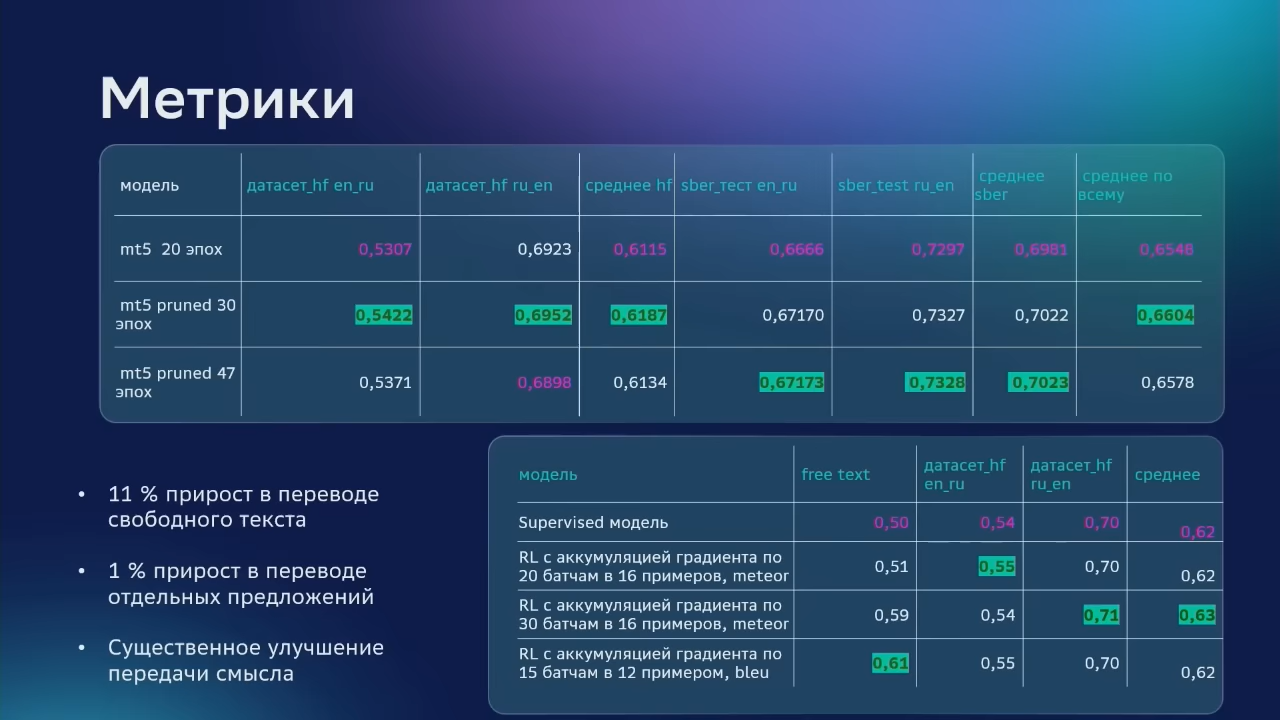 Метрики
модель датасет_hf en_ru датасет_hf ru_en среднее hf sber_тест en_ru sber_test ru_en среднее sber среднее по всему
mt5 20 эпох 0,5307 0,6923 0,6115 0,6666 0,7297 0,6981 0,6548
mt5 pruned 30 эпох 0,5422 0,6952 0,6187 0,67170 0,7327 0,7022 0,6604
mt5 pruned 47 эпох 0,5371 0,6898 0,6134 0,67173 0,7328 0,7023 0,6578
• 11 % прирост в переводе
свободного текста
• 1 % прирост в переводе
отдельных предложений
• Существенное улучшение
передачи смысла
модель free text датасет_hf en_ru датасет_hf ru_en среднее
Supervised модель 0,50 0,54 0,70 0,62
RL с аккумуляцией градиента по
20 батчам в 16 примеров, meteor 0,51 0,55 0,70 0,62
RL с аккумуляцией градиента по
30 батчам в 16 примеров, meteor 0,59 0,54 0,71 0,63
RL с аккумуляцией градиента по
15 батчам в 12 примером, bleu 0,61 0,55 0,70 0,62